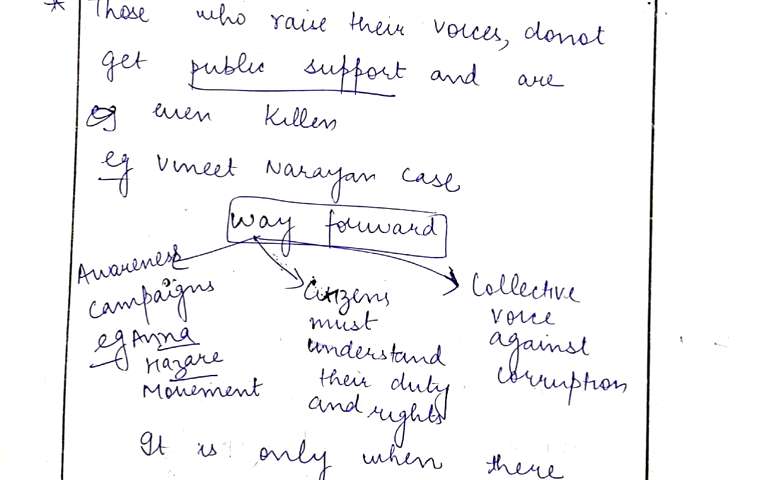 * Those who raise their voices, donot
get public support and are
even killen
eg Vineet Narayan case
way forward
Awareness
campaigns
eg Anna
Hazare
Movement
Citizens
must
understand
their duty
and rights
Collective
voice
against
corruption
It is only when there